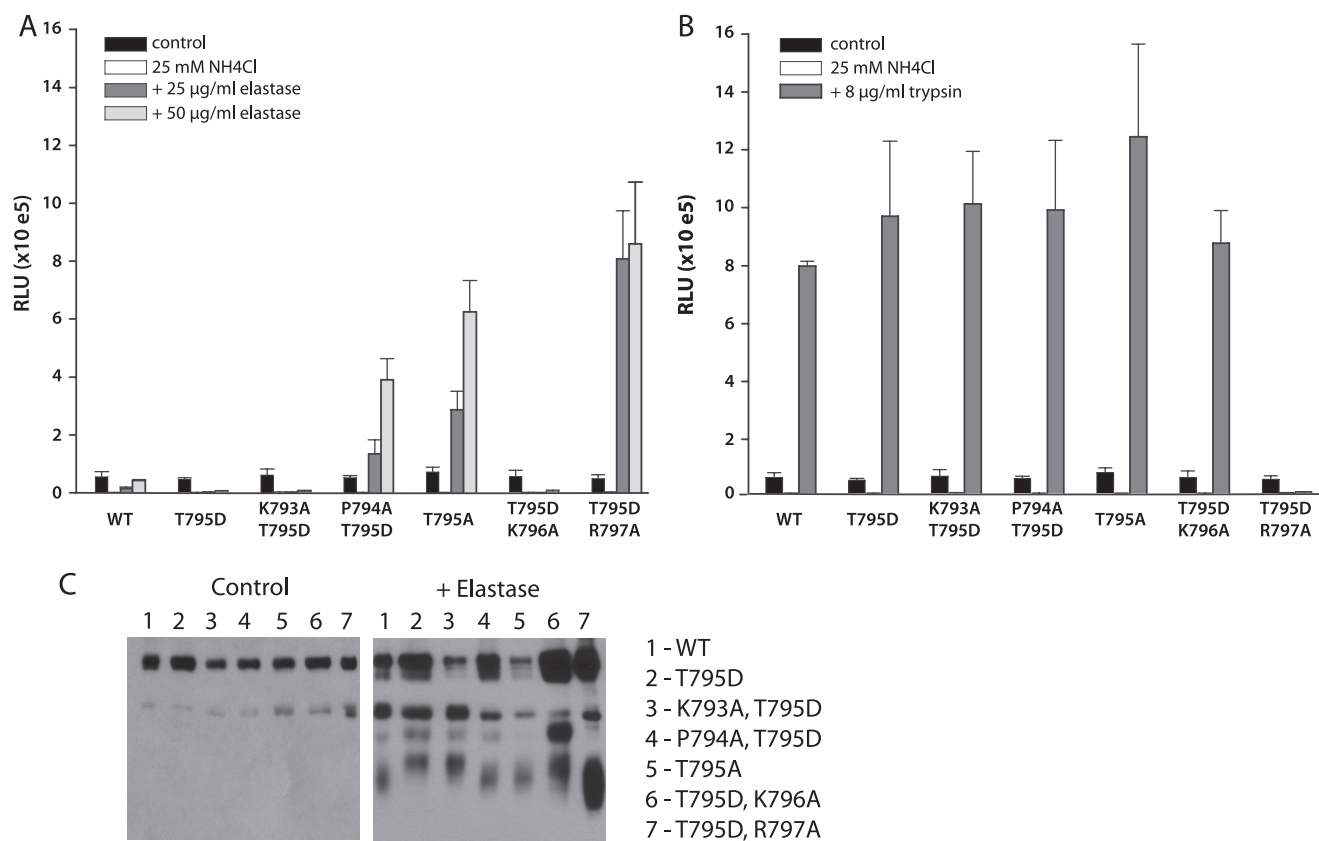 A
16
14
12
10
8
6
4
2
0
RLU (x10 e5)
control
25 mM NH4Cl
+ 25 µg/ml elastase
+ 50 µg/ml elastase
WT
T795D
K793A
T795D
P794A
T795D
T795A
T795D
K796A
T795D
R797A
B
16
14
12
10
8
6
4
2
0
RLU (x10 e5)
control
25 mM NH4Cl
+ 8 µg/ml trypsin
WT
T795D
K793A
T795D
P794A
T795D
T795A
T795D
K796A
T795D
R797A
C
Control
1 2 3 4 5 6 7
+ Elastase
1 2 3 4 5 6 7
1 - WT
2 - T795D
3 - K793A, T795D
4 - P794A, T795D
5 - T795A
6 - T795D, K796A
7 - T795D, R797A